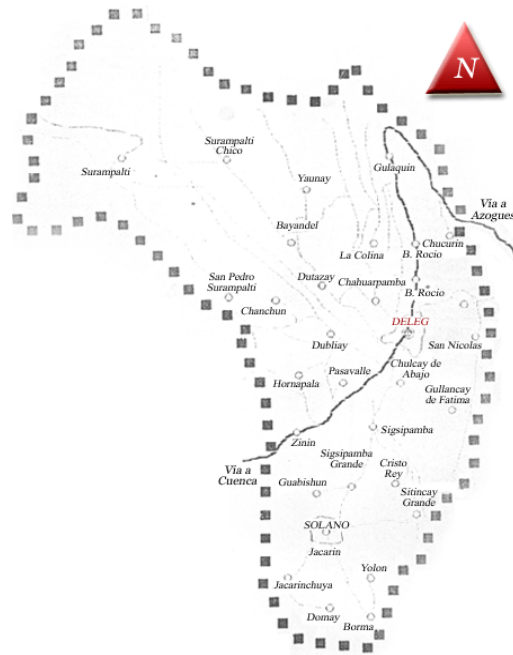 N
Surampalti
Chico
Surampalti
Gulaquin
Yaunay
Via a
Azogues
Bayandel
La Colina
Chucurin
B. Rocio
San Pedro
Surampalti
Dutazay
Chahuarpamba
B. Rocio
Chanchun
DELEG
Dubliay
San Nicolas
Chulcay de
Abajo
Pasavalle
Hornapala
Gullancay
de Fatima
Sigsipamba
Zinin
Via a
Cuenca
Sigsipamba
Grande
Cristo
Rey
Guabishun
Sitincay
Grande
SOLANO
Jacarin
Yolon
Jacarinchuya
Domay
Borma